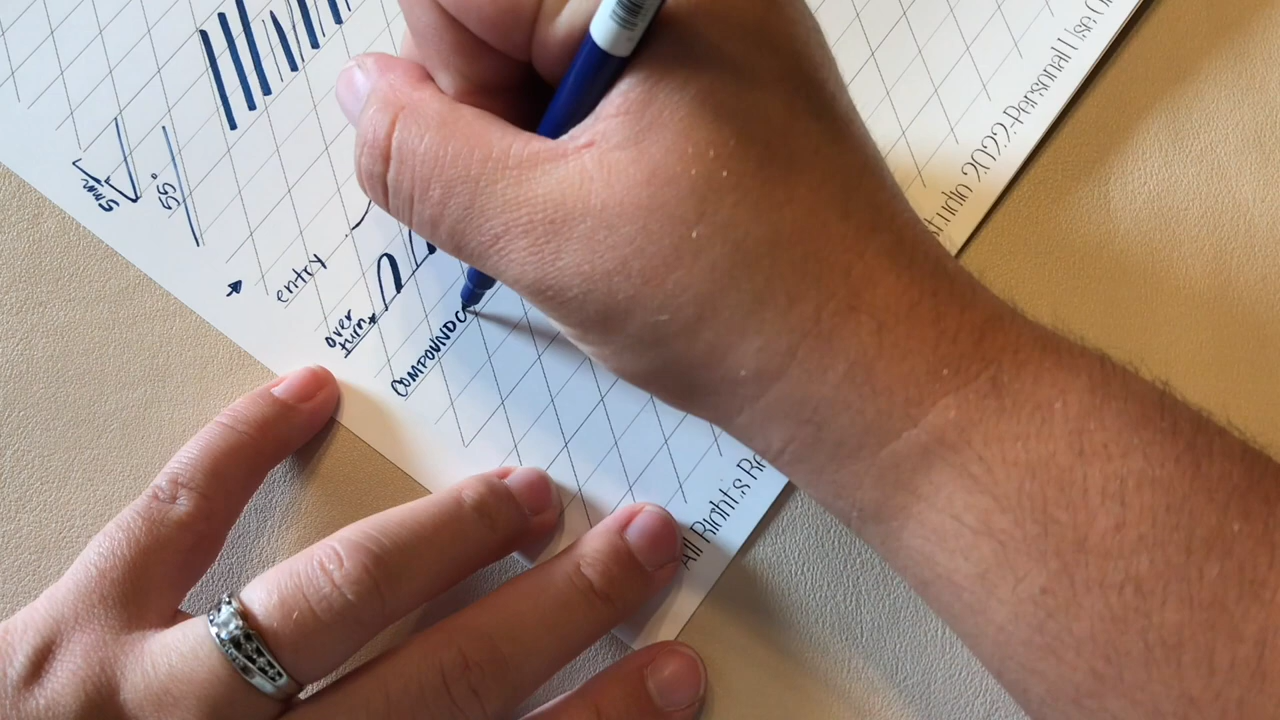 5mm
55°
entry
over
turn
COMPOUND C
Studio 2022. Personal Use
All Rights Re